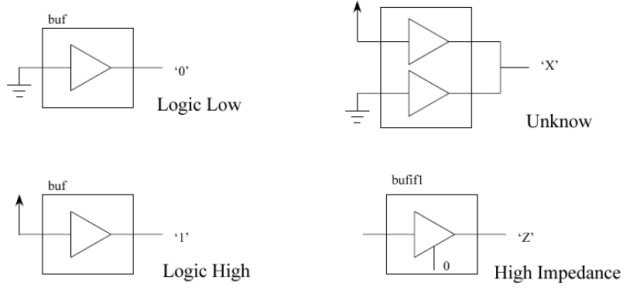 buf
‘0’
Logic Low
‘X’
Unknow
buf
‘1’
Logic High
bufif1
‘Z’
0
High Impedance